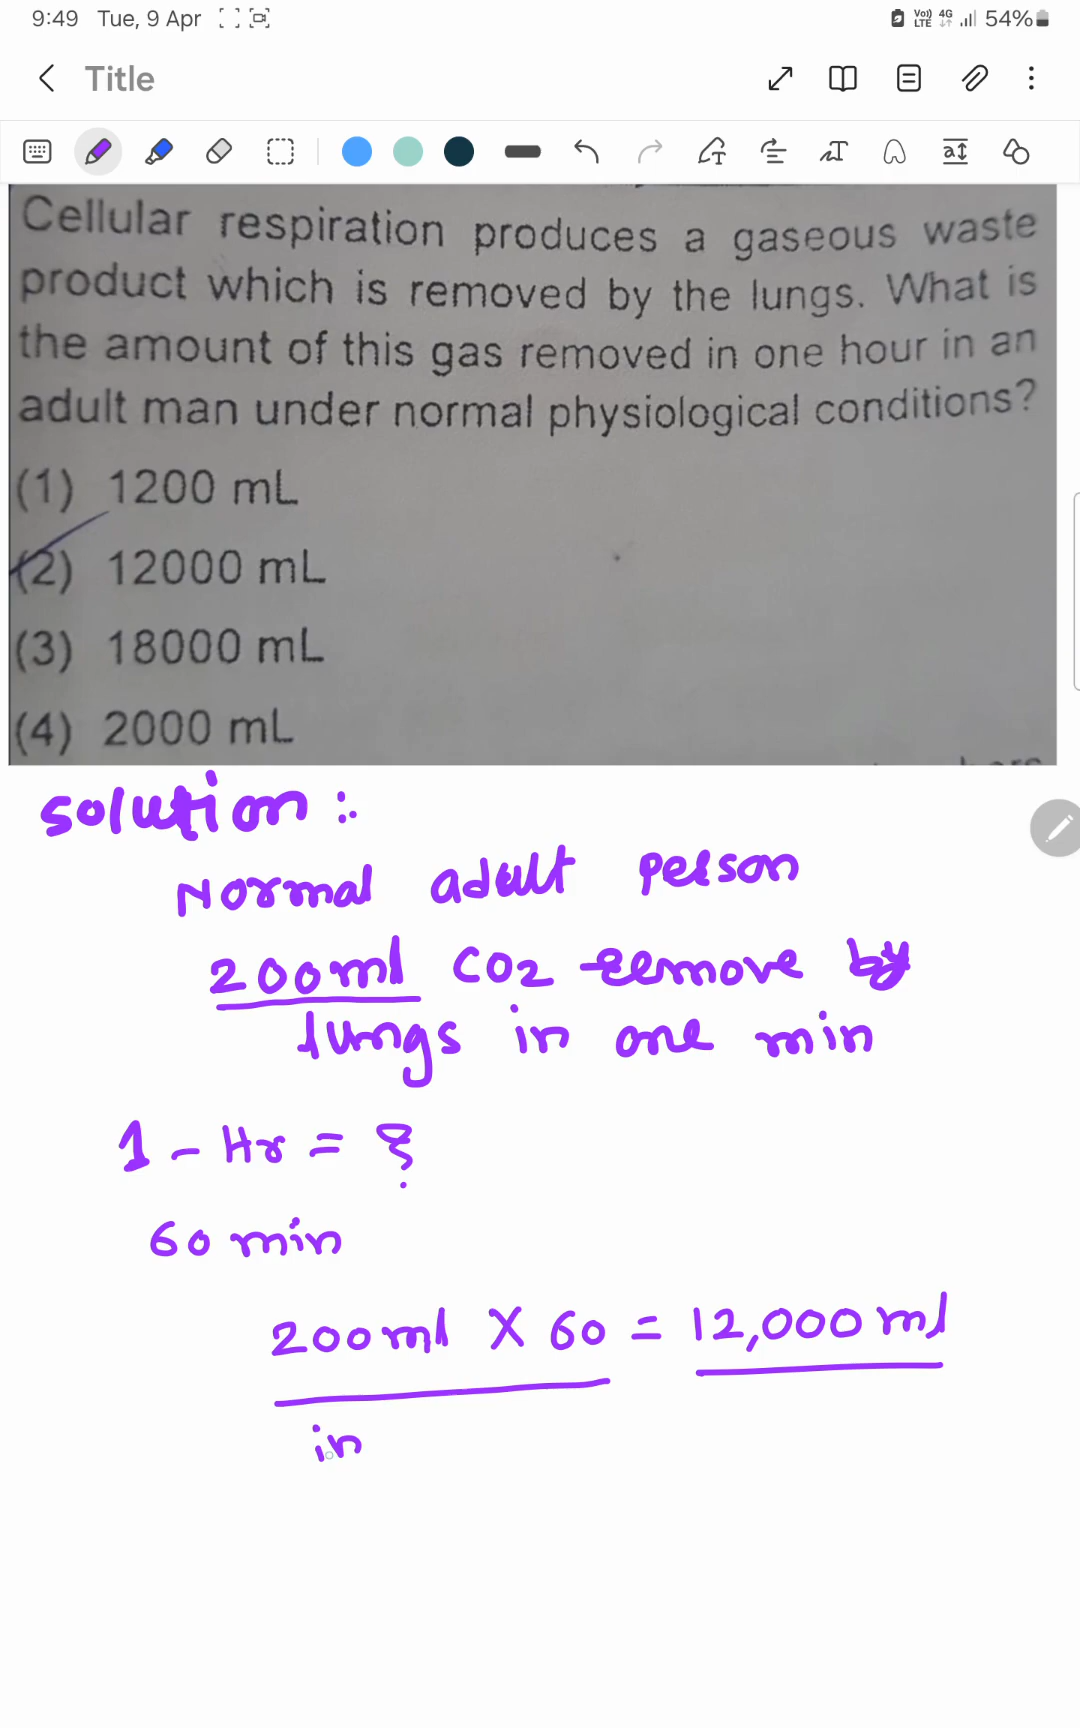 9:49 Tue, 9 Apr Vo)) LTE 4G 54%
Title
Cellular respiration produces a gaseous waste
product which is removed by the lungs. What is
the amount of this gas removed in one hour in an
adult man under normal physiological conditions?
(1) 1200 mL
(2) 12000 mL
(3) 18000 mL
(4) 2000 mL
Solution :.
Normal adult person
200ml CO2 remove by
lungs in one min
1 - Hr = ?
60 min
200ml X 60 = 12,000 ml
in